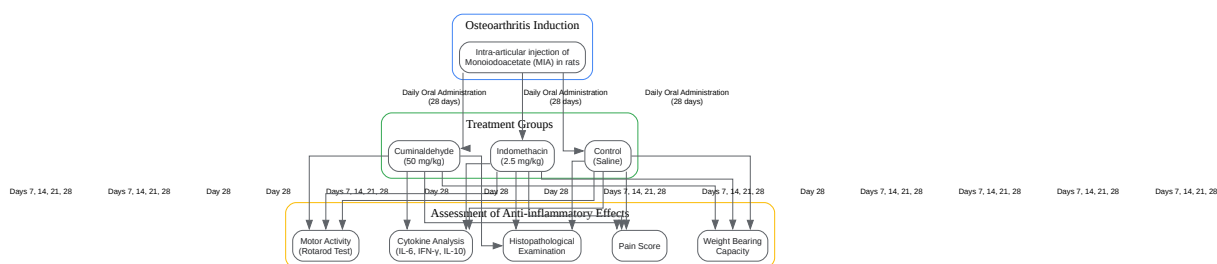 Osteoarthritis Induction
Intra-articular injection of
Monoiodoacetate (MIA) in rats
Daily Oral Administration
(28 days)
Daily Oral Administration
(28 days)
Daily Oral Administration
(28 days)
Treatment Groups
Cuminaldehyde
(50 mg/kg)
Indomethacin
(2.5 mg/kg)
Control
(Saline)
Days 7, 14, 21, 28
Days 7, 14, 21, 28
Day 28
Day 28
Days 7, 14, 21, 28
Day 28
Day 28
Day 28
Days 7, 14, 21, 28
Days 7, 14, 21, 28
Day 28
Days 7, 14, 21, 28
Days 7, 14, 21, 28
Days 7, 14, 21, 28
Days 7, 14, 21, 28
Assessment of Anti-inflammatory Effects
Motor Activity
(Rotarod Test)
Cytokine Analysis
(IL-6, IFN-γ, IL-10)
Histopathological
Examination
Pain Score
Weight Bearing
Capacity